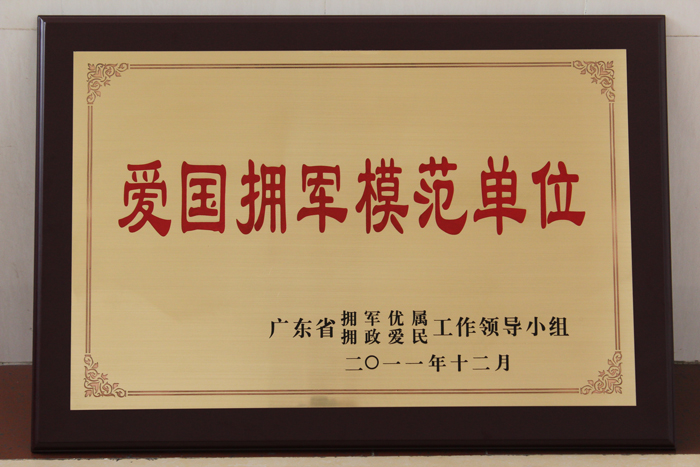 爱国拥军模范单位
广东省拥军优属拥政爱民工作领导小组
二〇一一年十二月